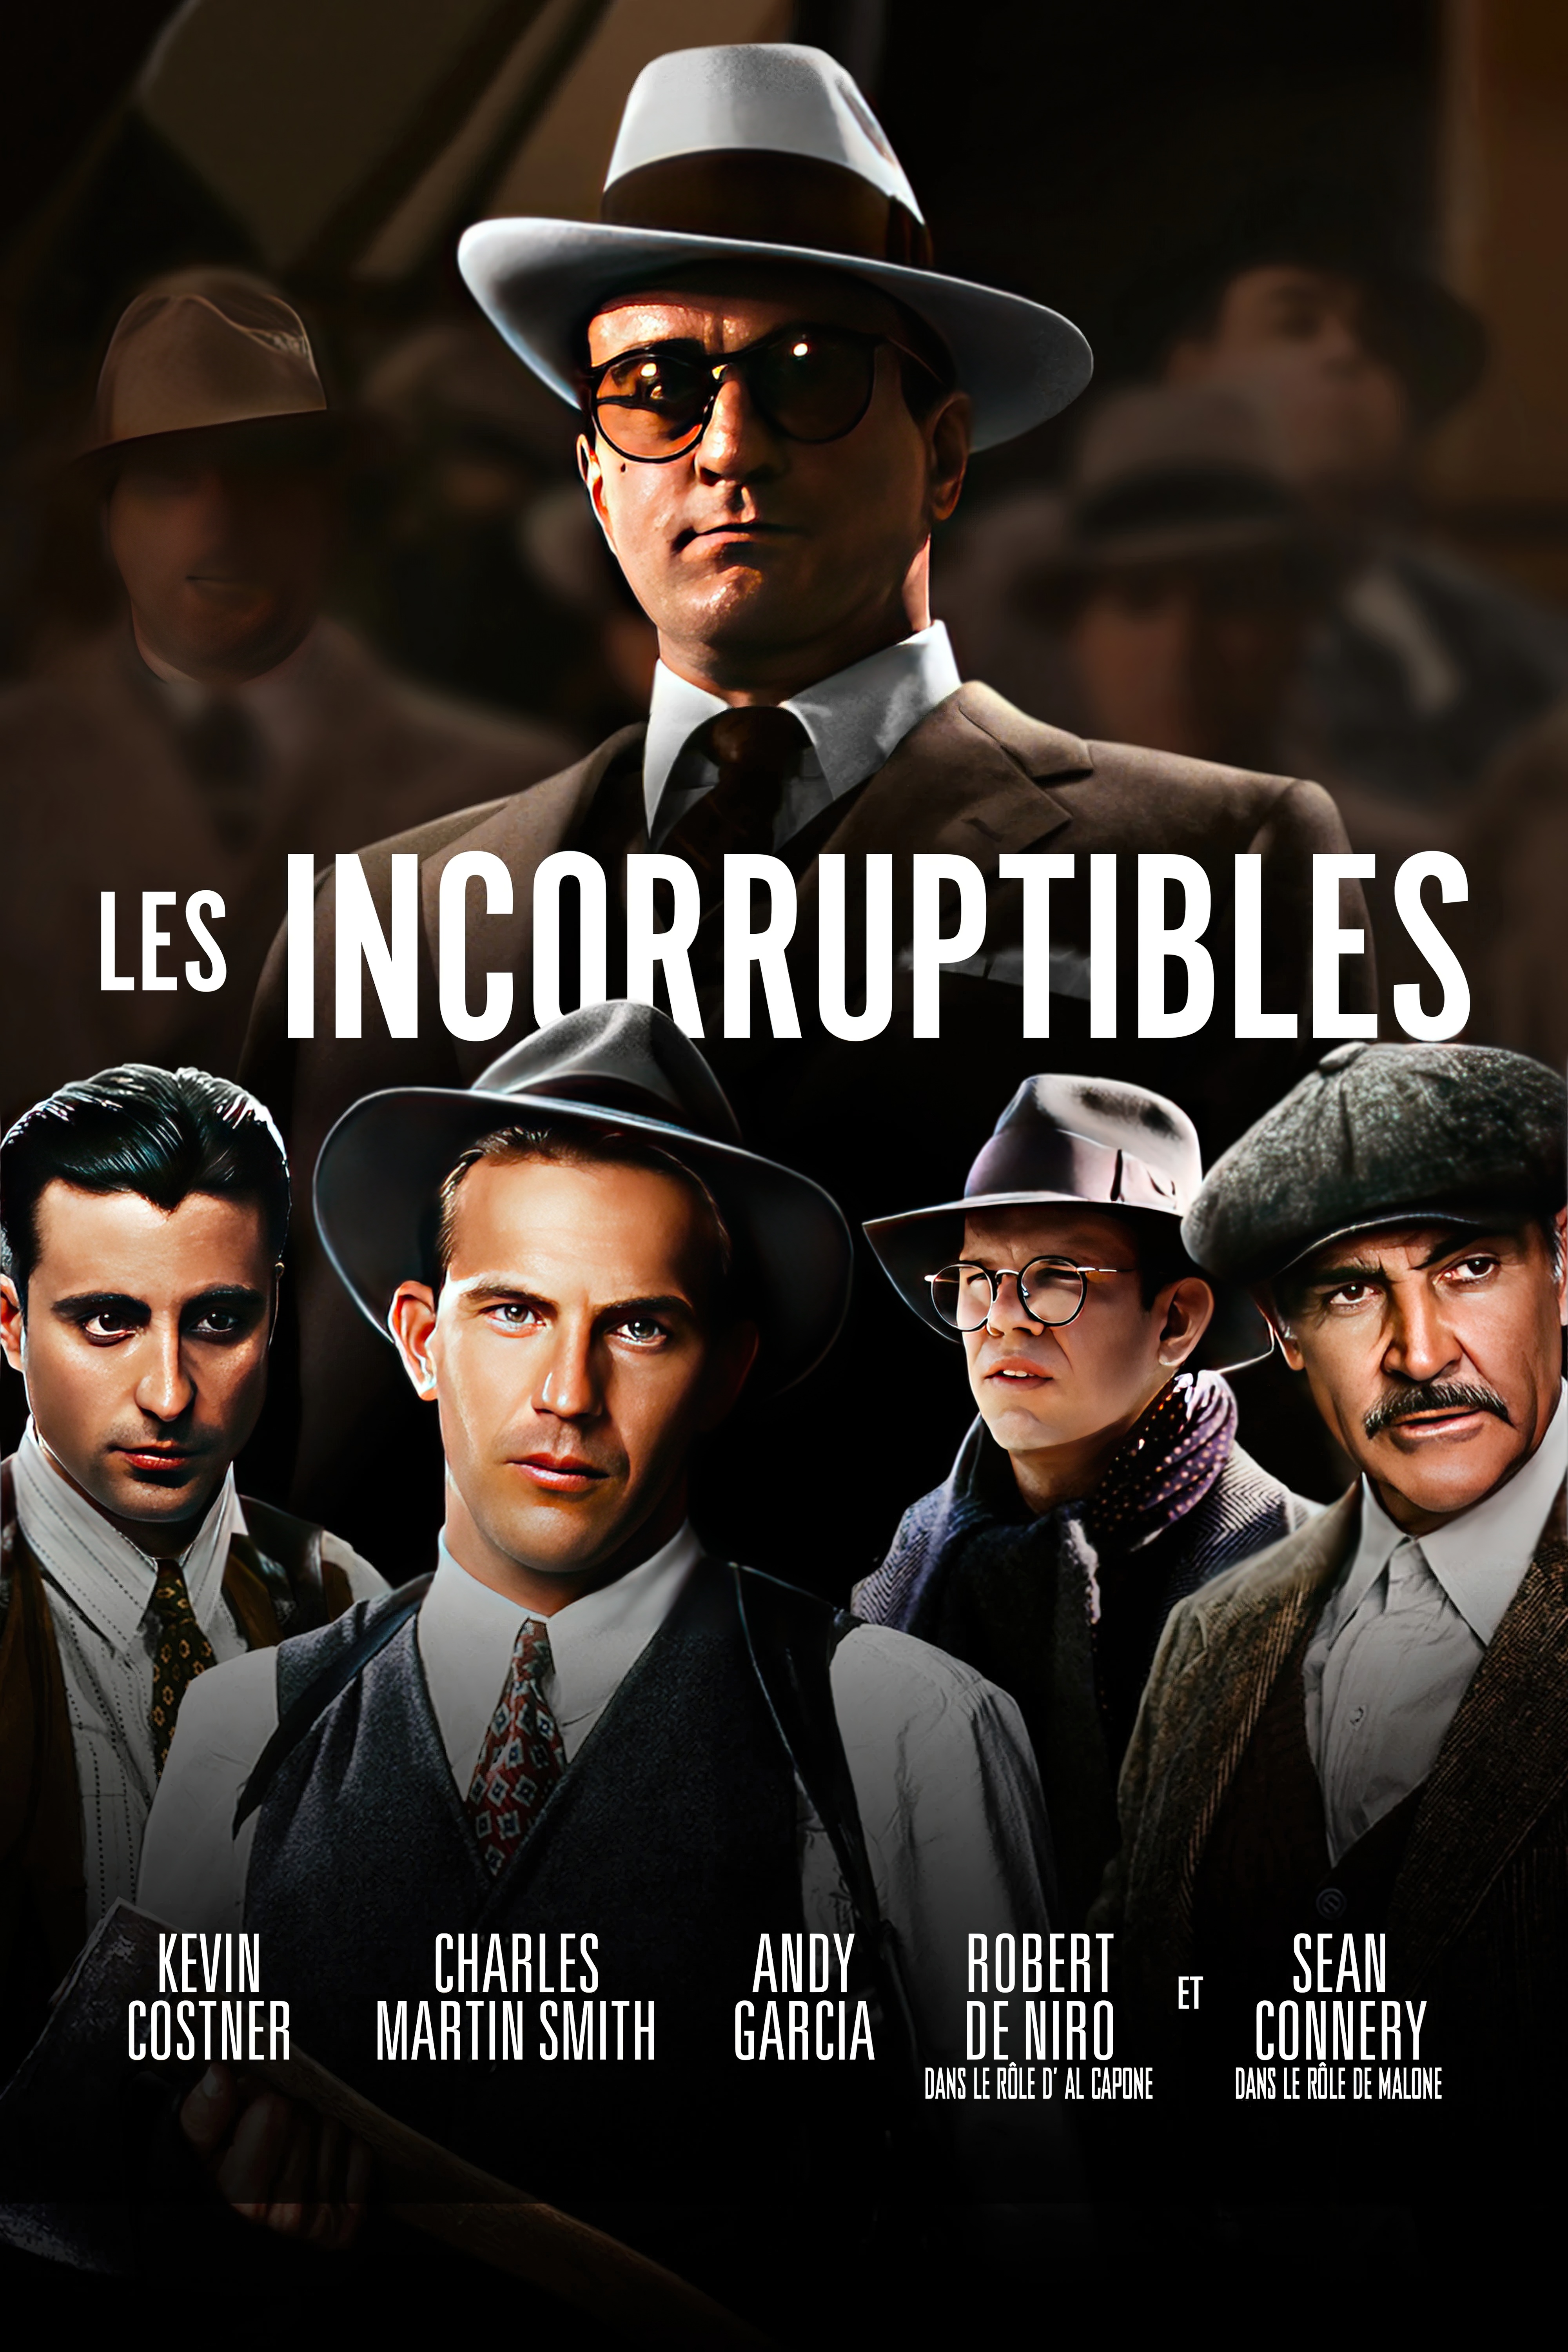 LES INCORRUPTIBLES
KEVIN
COSTNER
CHARLES
MARTIN SMITH
ANDY
GARCIA
ROBERT
DE NIRO
DANS LE RÔLE D' AL CAPONE
ET
SEAN
CONNERY
DANS LE RÔLE DE MALONE